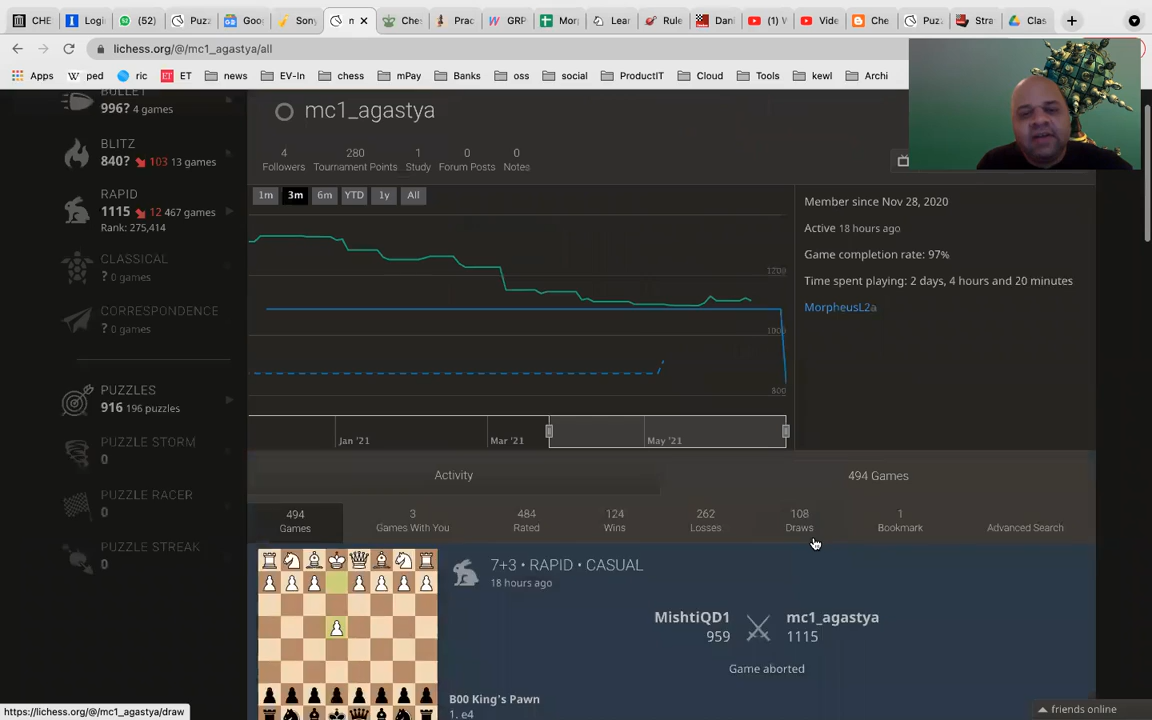 CHE
Logi
(52)
Puzz
Goo
Sony
n
Ches
Prac
GRP
Mor
Lear
Rule
Dani
(1) V
Vide
Che
Puzz
Stra
Clas
lichess.org/@/mc1_agastya/all
Apps
ped
ric
ET
news
EV-In
chess
mPay
Banks
oss
social
ProductIT
Cloud
Tools
kewl
Archi
BULLET
996? 4 games
BLITZ
840? 103 13 games
RAPID
1115 12 467 games
Rank: 275,414
CLASSICAL
? 0 games
CORRESPONDENCE
? 0 games
PUZZLES
916 196 puzzles
PUZZLE STORM
0
PUZZLE RACER
0
PUZZLE STREAK
0
mc1_agastya
4 280 1 0 0
Followers Tournament Points Study Forum Posts Notes
1m 3m 6m YTD 1y All
800
Jan '21 Mar '21 May '21
Member since Nov 28, 2020
Active 18 hours ago
Game completion rate: 97%
Time spent playing: 2 days, 4 hours and 20 minutes
MorpheusL2a
Activity 494 Games
494 3 484 124 262 108 1
Games Games With You Rated Wins Losses Draws Bookmark Advanced Search
7+3 • RAPID • CASUAL
18 hours ago
MishtiQD1 mc1_agastya
959 1115
Game aborted
B00 King's Pawn
1. e4
https://lichess.org/@/mc1_agastya/draw
friends online